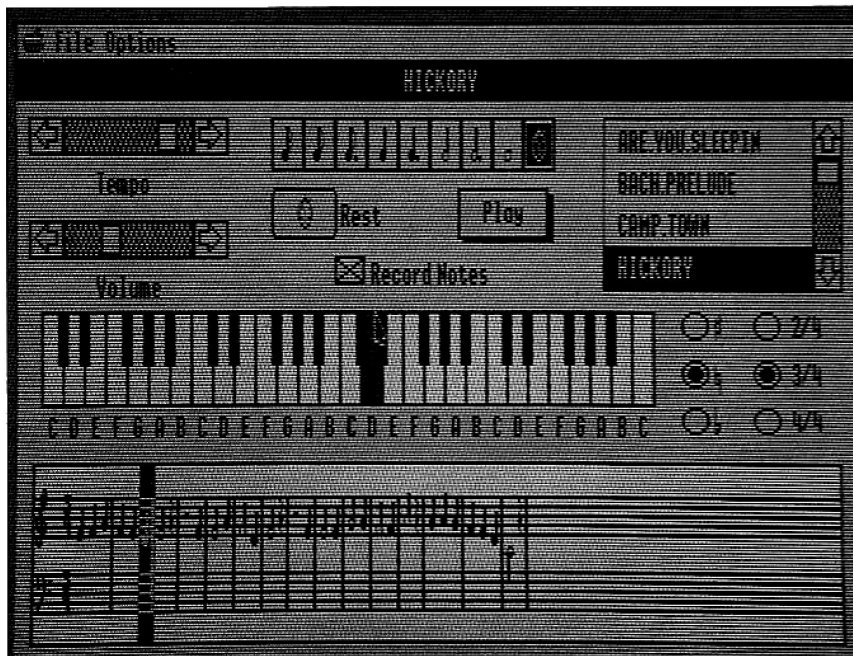 File Options
HICKORY
Tempo
Volume
Rest
Play
Record Notes
ARE.YOU.SLEEPIN
BACH.PRELUDE
CAMP.TOWN
HICKORY
♯ 2/4
♮ 3/4
♭ 4/4
C D E F G A B C D E F G A B C D E F G A B C D E F G A B C